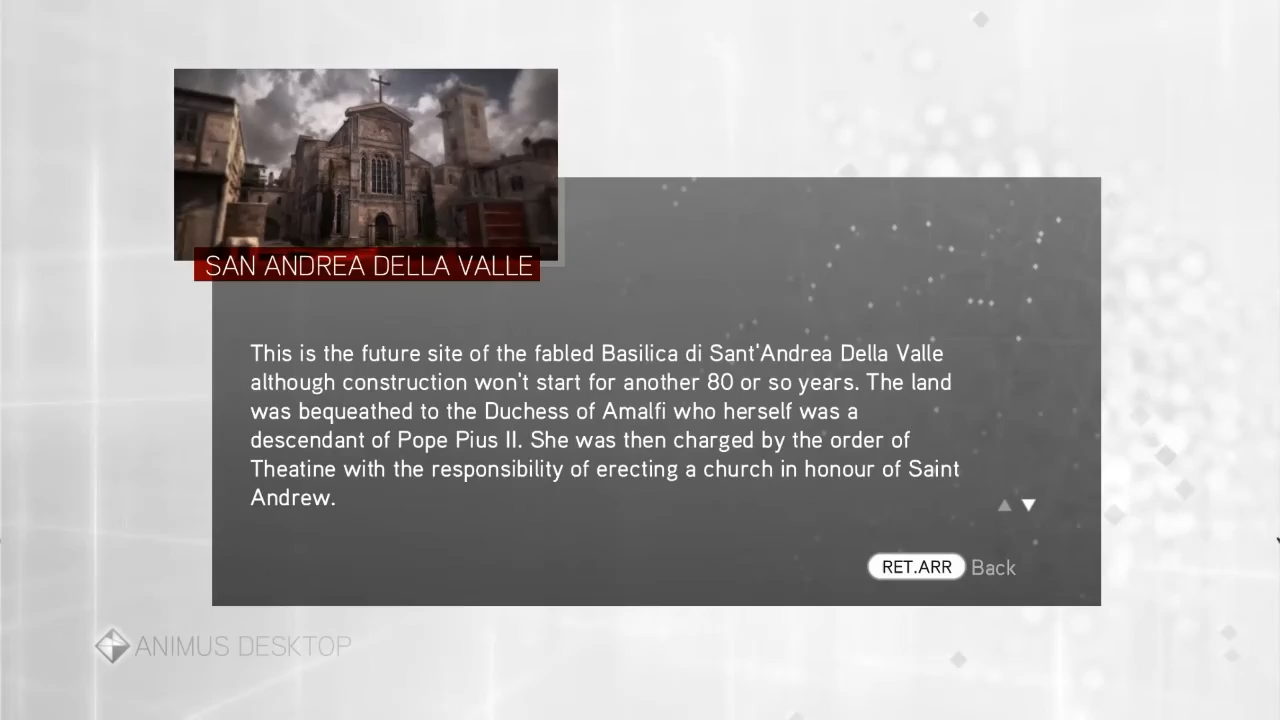 SAN ANDREA DELLA VALLE
This is the future site of the fabled Basilica di Sant'Andrea Della Valle
although construction won't start for another 80 or so years. The land
was bequeathed to the Duchess of Amalfi who herself was a
descendant of Pope Pius II. She was then charged by the order of
Theatine with the responsibility of erecting a church in honour of Saint
Andrew.
RET.ARR Back
ANIMUS DESKTOP